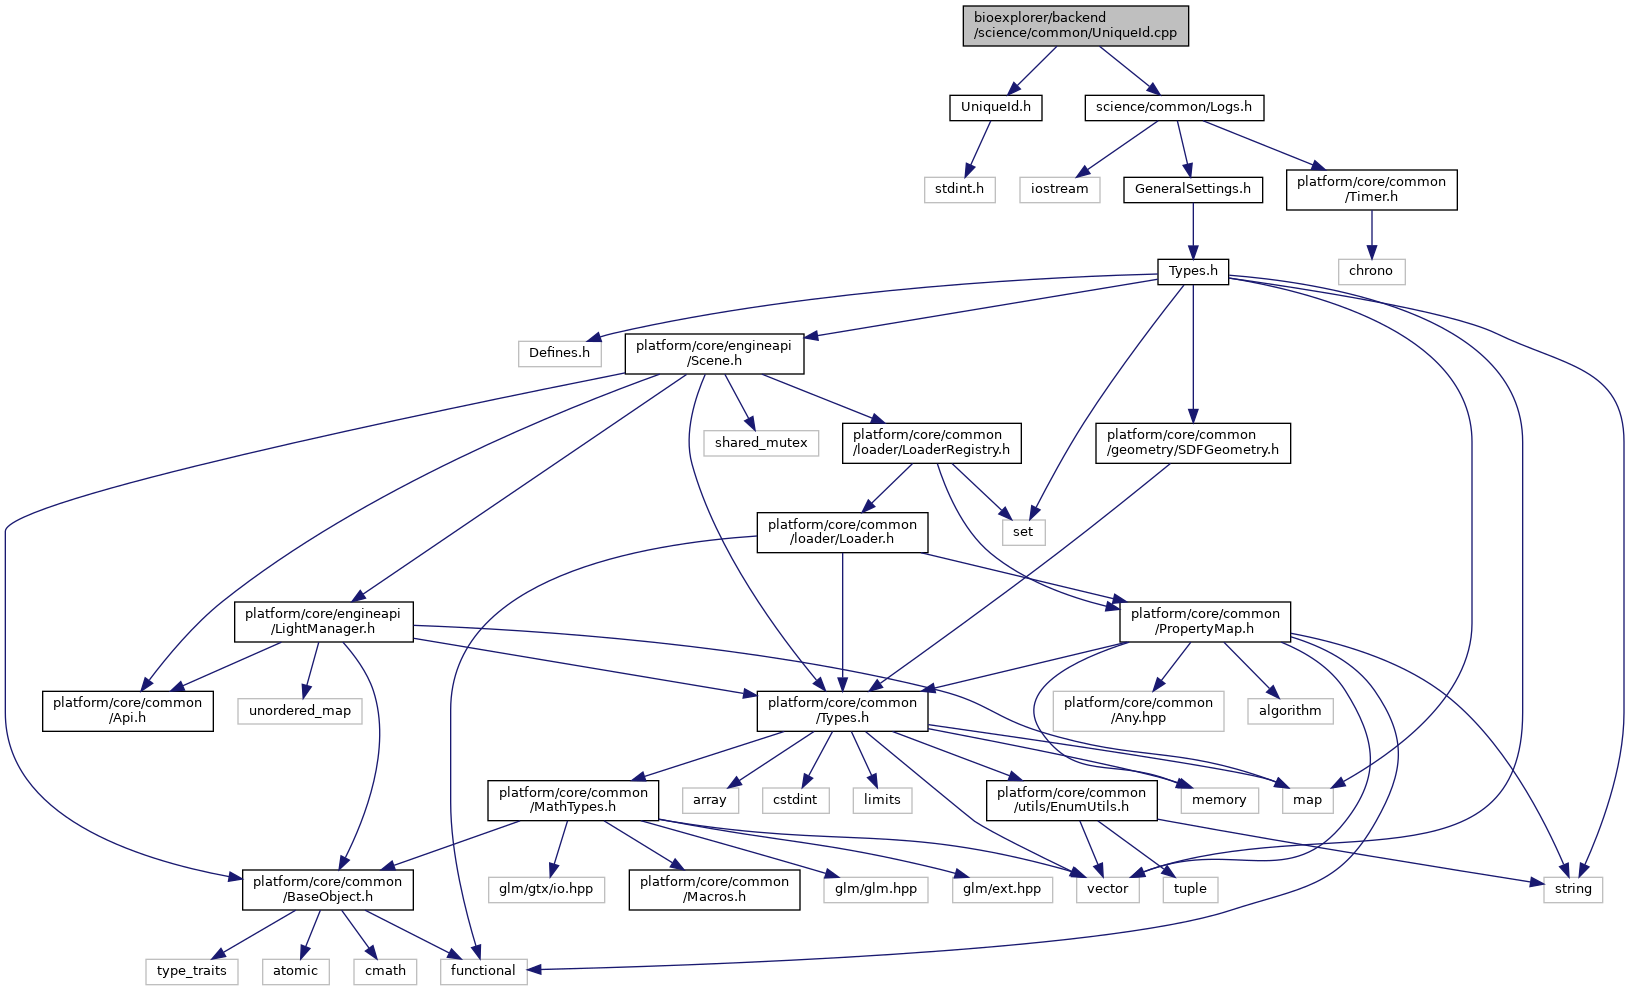 bioexplorer/backend
/science/common/UniqueId.cpp
UniqueId.h
science/common/Logs.h
stdint.h
iostream
GeneralSettings.h
platform/core/common
/Timer.h
Types.h
chrono
Defines.h
platform/core/engineapi
/Scene.h
shared_mutex
platform/core/common
/loader/LoaderRegistry.h
platform/core/common
/geometry/SDFGeometry.h
platform/core/common
/loader/Loader.h
set
platform/core/engineapi
/LightManager.h
platform/core/common
/PropertyMap.h
platform/core/common
/Api.h
unordered_map
platform/core/common
/Types.h
platform/core/common
/Any.hpp
algorithm
platform/core/common
/MathTypes.h
array
cstdint
limits
platform/core/common
/utils/EnumUtils.h
memory
map
platform/core/common
/BaseObject.h
glm/gtx/io.hpp
platform/core/common
/Macros.h
glm/glm.hpp
glm/ext.hpp
vector
tuple
string
type_traits
atomic
cmath
functional